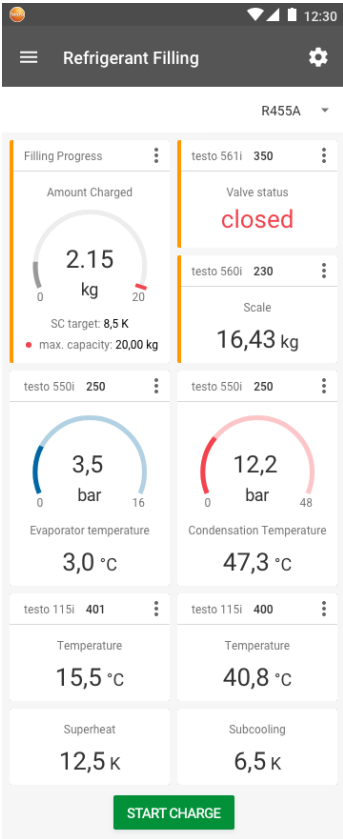 12:30
Refrigerant Filling
R455A
Filling Progress
Amount Charged
2.15
kg
0 20
SC target: 8,5 K
max. capacity: 20,00 kg
testo 561i 350
Valve status
closed
testo 560i 230
Scale
16,43 kg
testo 550i 250
3,5
bar
0 16
Evaporator temperature
3,0 °C
testo 550i 250
12,2
bar
0 48
Condensation Temperature
47,3 °C
testo 115i 401
Temperature
15,5 °C
testo 115i 400
Temperature
40,8 °C
Superheat
12,5 K
Subcooling
6,5 K
START CHARGE